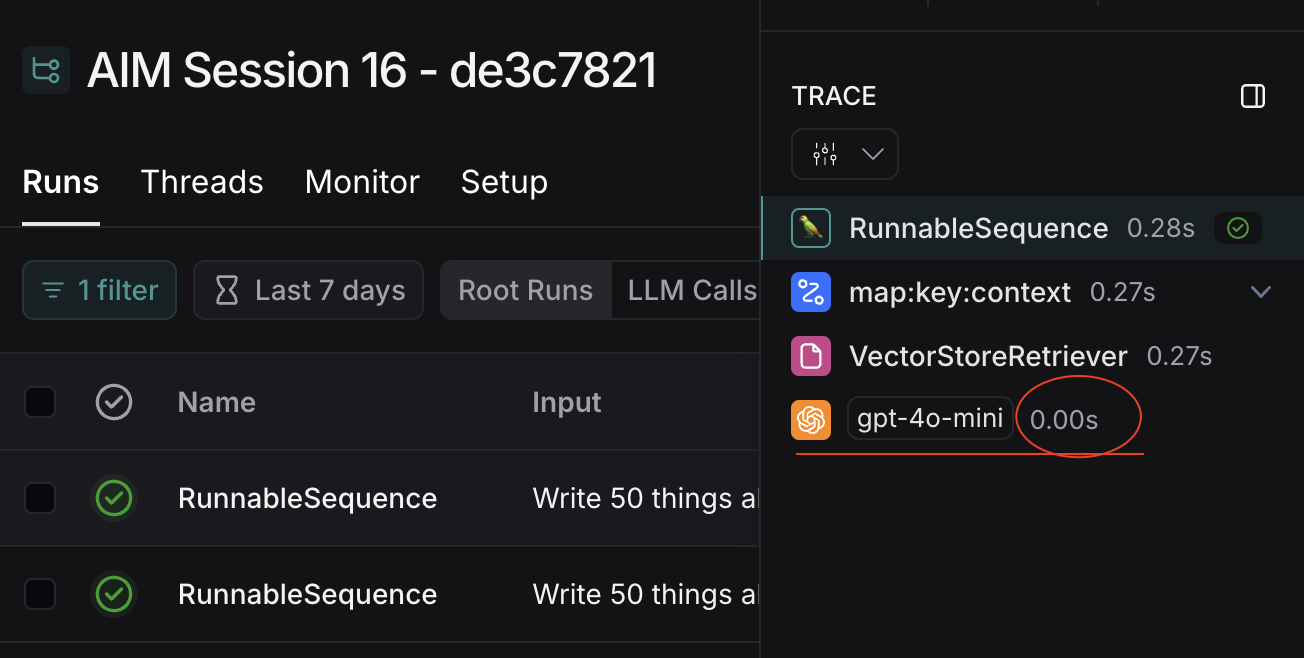 AIM Session 16 - de3c7821
Runs Threads Monitor Setup
1 filter Last 7 days Root Runs LLM Calls
Name Input
RunnableSequence Write 50 things
RunnableSequence Write 50 things
TRACE
RunnableSequence 0.28s
map:key:context 0.27s
VectorStoreRetriever 0.27s
gpt-4o-mini 0.00s